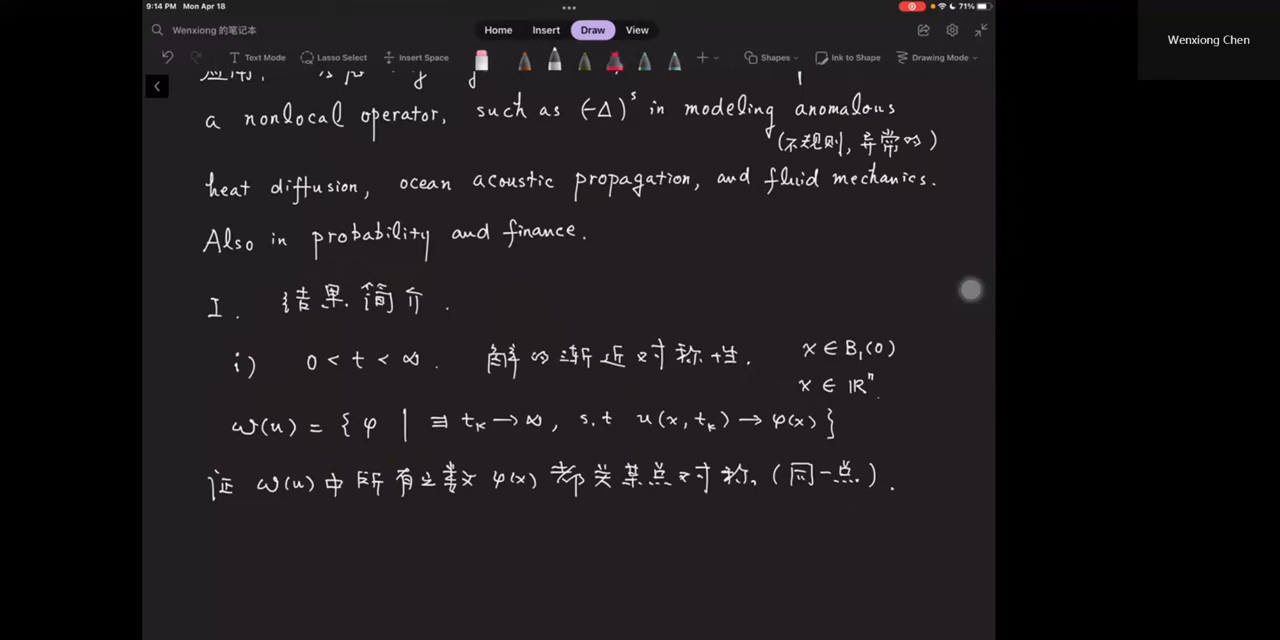 9:14 PM Mon Apr 18
71%
Wenxiong Chen
Wenxiong 的笔记本
Home Insert Draw View
Text Mode Lasso Select Insert Space Shapes Ink to Shape Drawing Mode
a nonlocal operator, such as (-Δ)^s in modeling anomalous
(不规则, 异常的)
heat diffusion, ocean acoustic propagation, and fluid mechanics.
Also in probability and finance.
I. 结果简介.
i) 0 < t < ∞. 解的渐近对称性. x ∈ B₁(0)
x ∈ ℝⁿ.
ω(u) = { φ | ∃ t_k → ∞, s.t u(x, t_k) → φ(x) }
证 ω(u) 中所有函数 φ(x) 都关某点对称, (同一点).